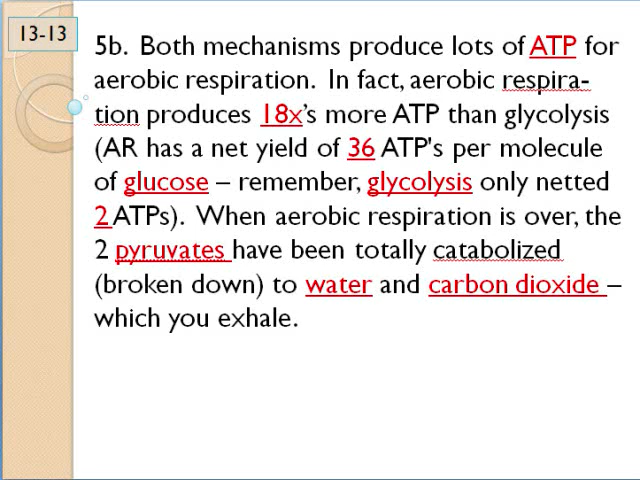 13-13
5b. Both mechanisms produce lots of ATP for
aerobic respiration. In fact, aerobic respira-
tion produces 18x's more ATP than glycolysis
(AR has a net yield of 36 ATP's per molecule
of glucose – remember, glycolysis only netted
2 ATPs). When aerobic respiration is over, the
2 pyruvates have been totally catabolized
(broken down) to water and carbon dioxide –
which you exhale.